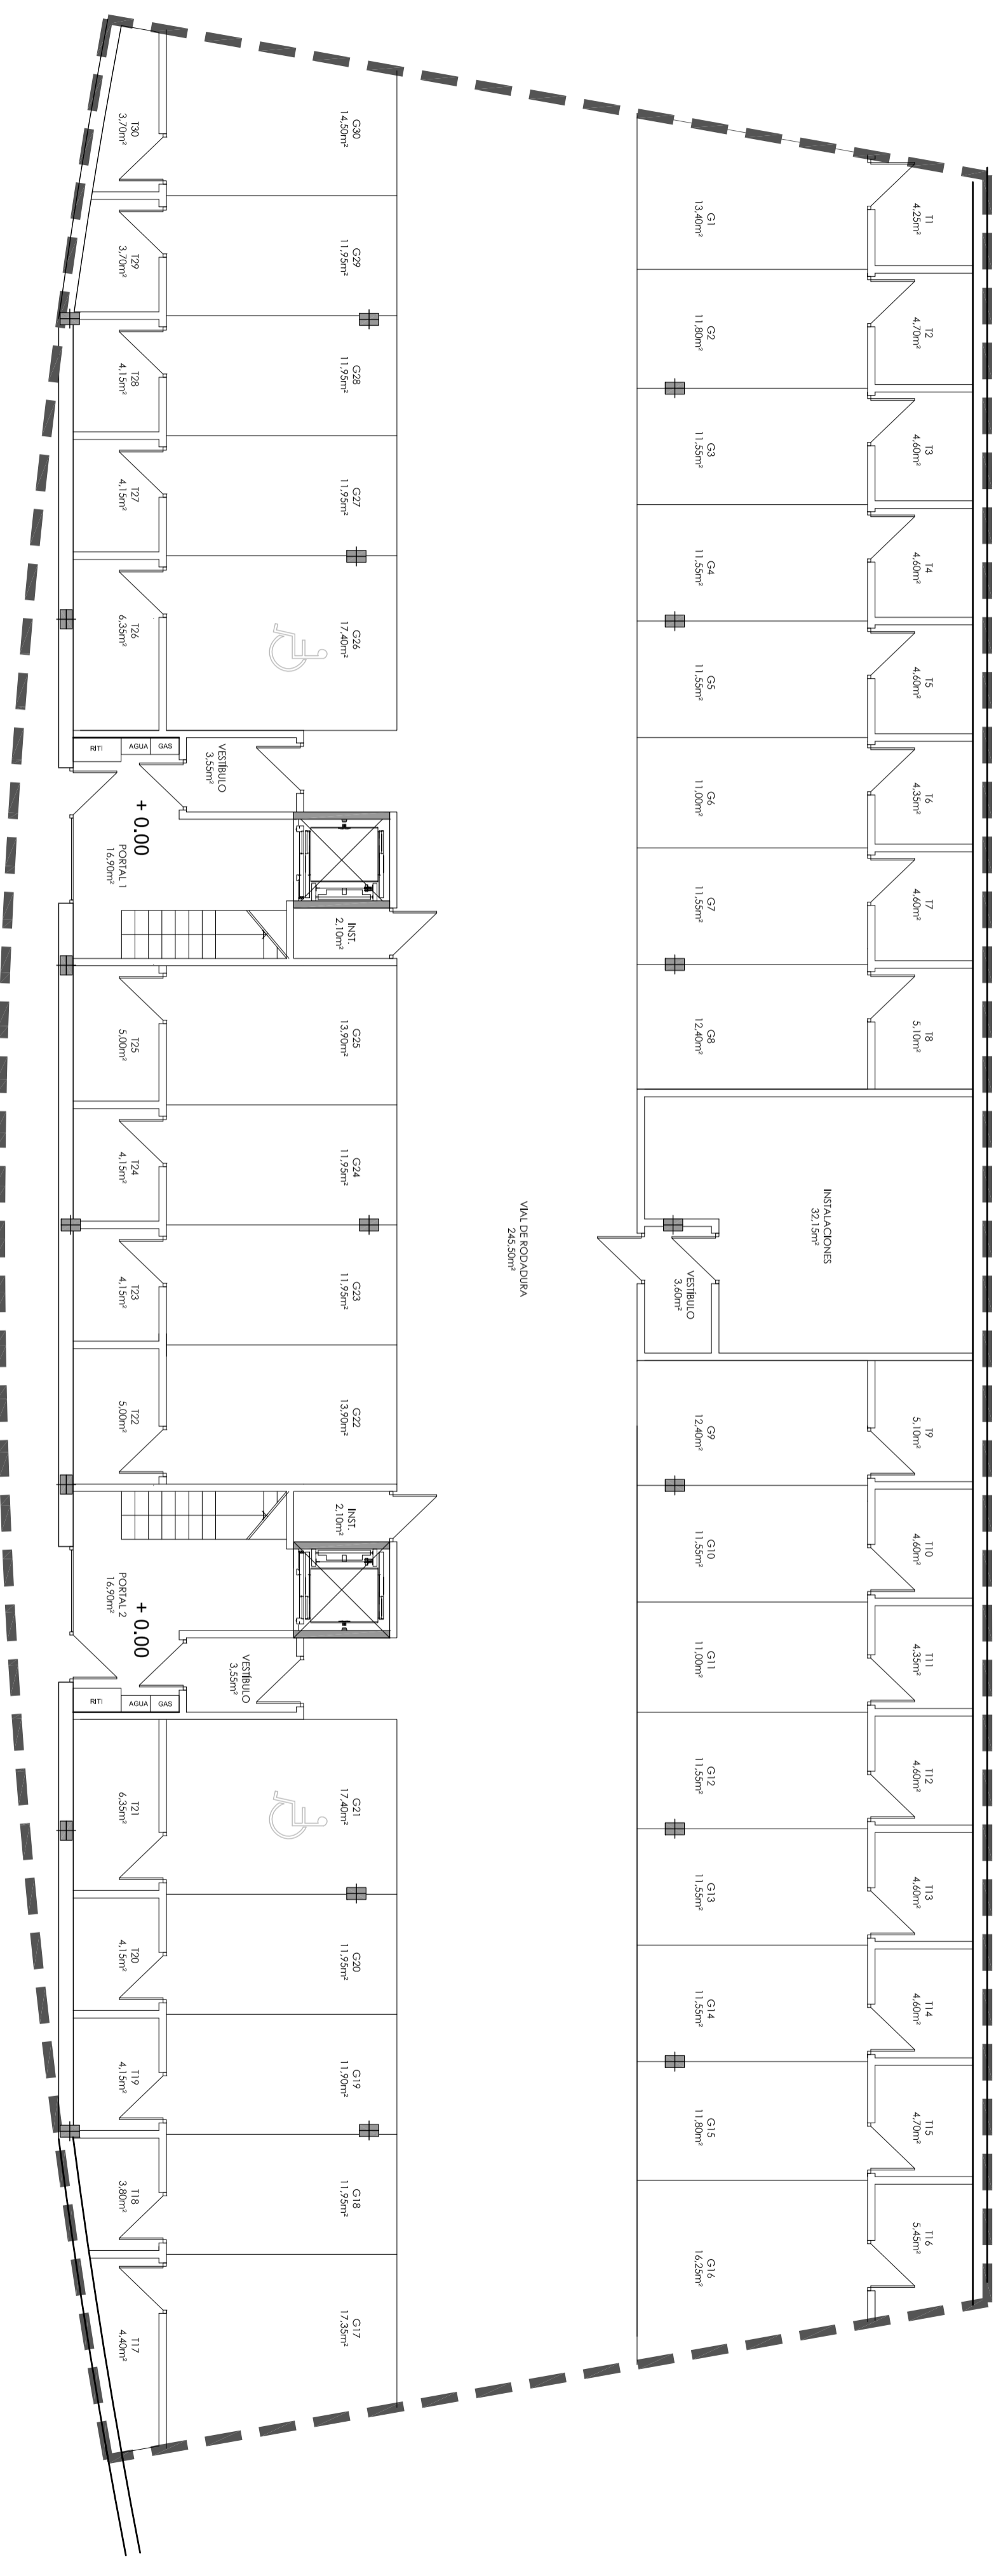 T1
4,25m²
T2
4,70m²
T3
4,60m²
T4
4,60m²
T5
4,60m²
T6
4,35m²
T7
4,60m²
T8
5,10m²
T9
5,10m²
T10
4,60m²
T11
4,35m²
T12
4,60m²
T13
4,60m²
T14
4,60m²
T15
4,70m²
T16
5,45m²
INSTALACIONES
32,15m²
G1
13,40m²
G2
11,80m²
G3
11,55m²
G4
11,55m²
G5
11,55m²
G6
11,00m²
G7
11,55m²
G8
12,40m²
VESTÍBULO
3,60m²
G9
12,40m²
G10
11,55m²
G11
11,00m²
G12
11,55m²
G13
11,55m²
G14
11,55m²
G15
11,80m²
G16
16,25m²
VIAL DE RODADURA
245,50m²
G30
14,50m²
G29
11,95m²
G28
11,95m²
G27
11,95m²
G26
17,40m²
INST.
2,10m²
G25
13,90m²
G24
11,95m²
G23
11,95m²
G22
13,90m²
INST.
2,10m²
G21
17,40m²
G20
11,95m²
G19
11,90m²
G18
11,95m²
G17
17,35m²
VESTÍBULO
3,55m²
VESTÍBULO
3,55m²
T30
3,70m²
T29
3,70m²
T28
4,15m²
T27
4,15m²
T26
6,35m²
GAS
AGUA
RITI
+ 0.00
PORTAL 1
16,90m²
T25
5,00m²
T24
4,15m²
T23
4,15m²
T22
5,00m²
+ 0.00
PORTAL 2
16,90m²
GAS
AGUA
RITI
T21
6,35m²
T20
4,15m²
T19
4,15m²
T18
3,80m²
T17
4,40m²